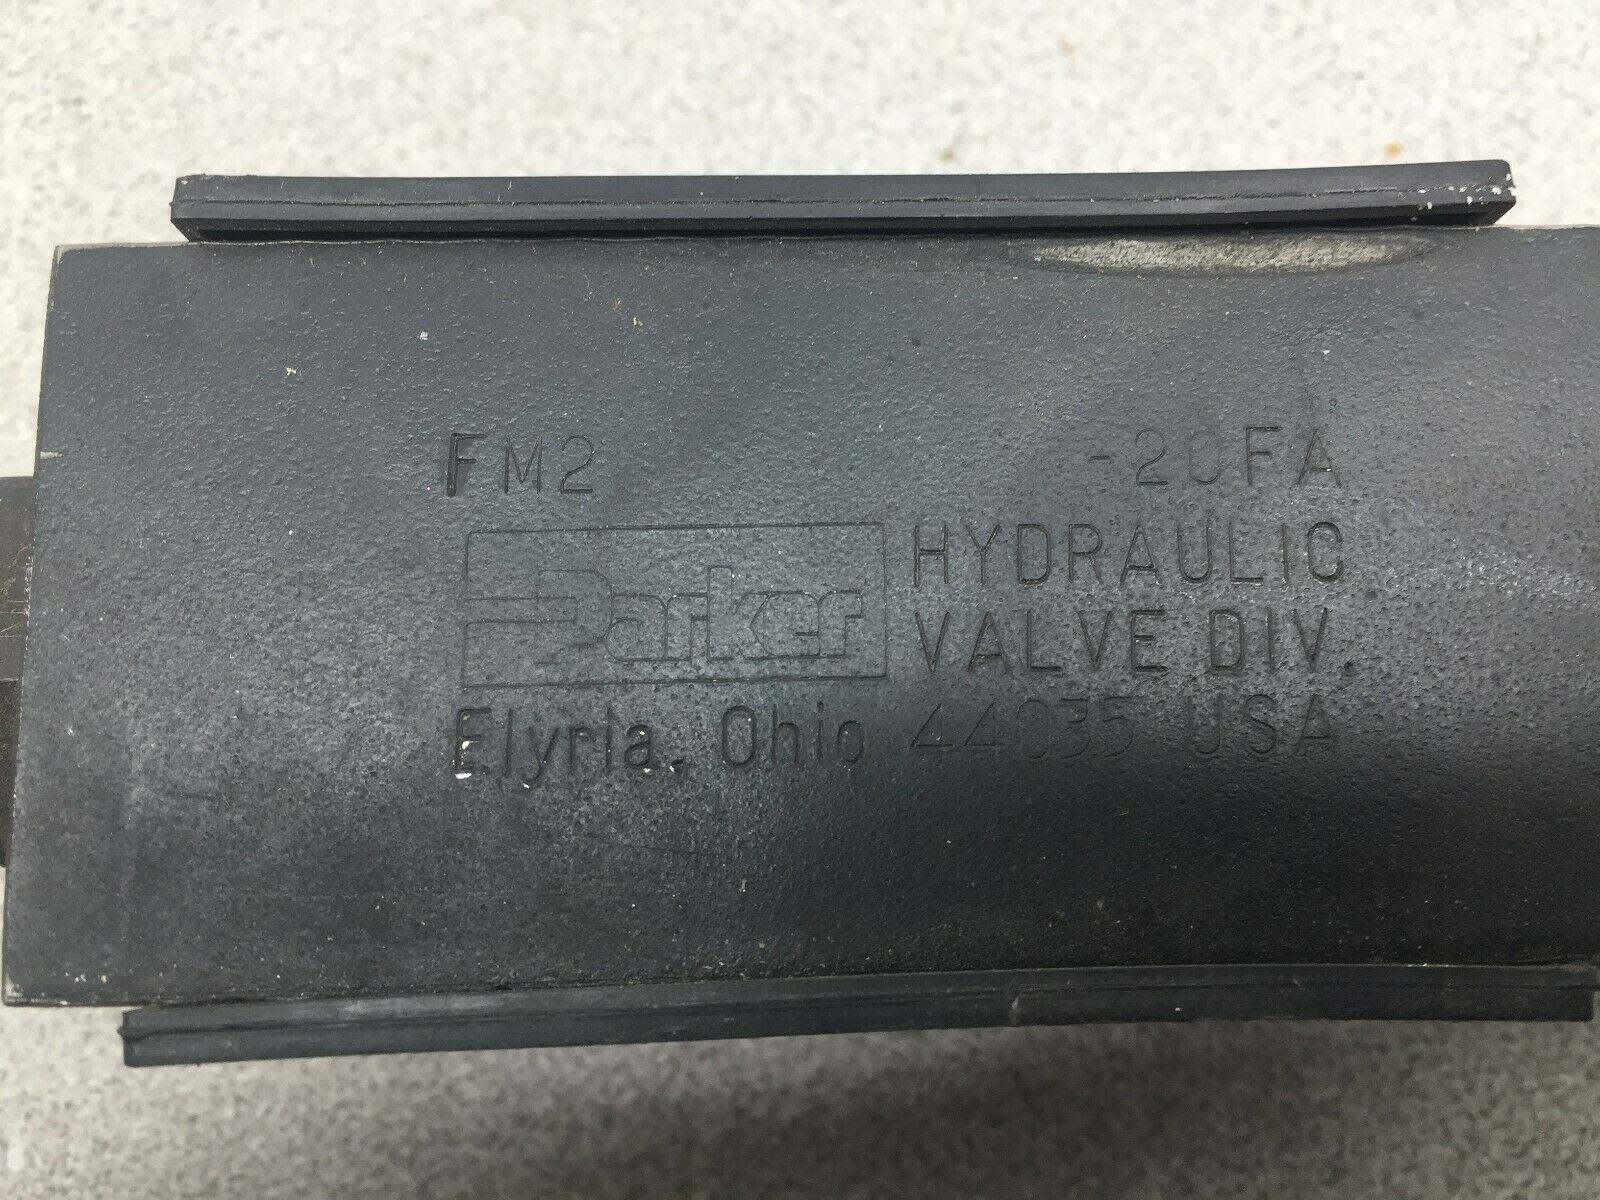 FM2 -20FA
Parker HYDRAULIC
VALVE DIV.
Elyria, Ohio 44035 USA